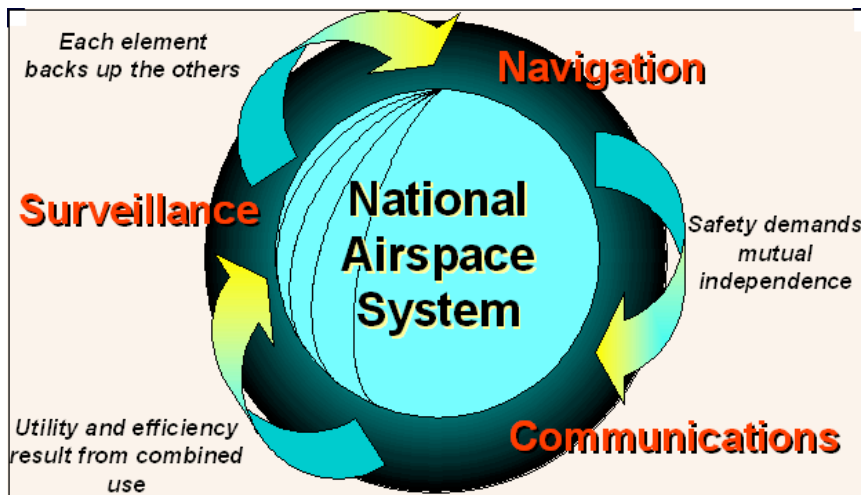 Each element
backs up the others
Navigation
Surveillance
National
Airspace
System
Safety demands
mutual
independence
Utility and efficiency
result from combined
use
Communications